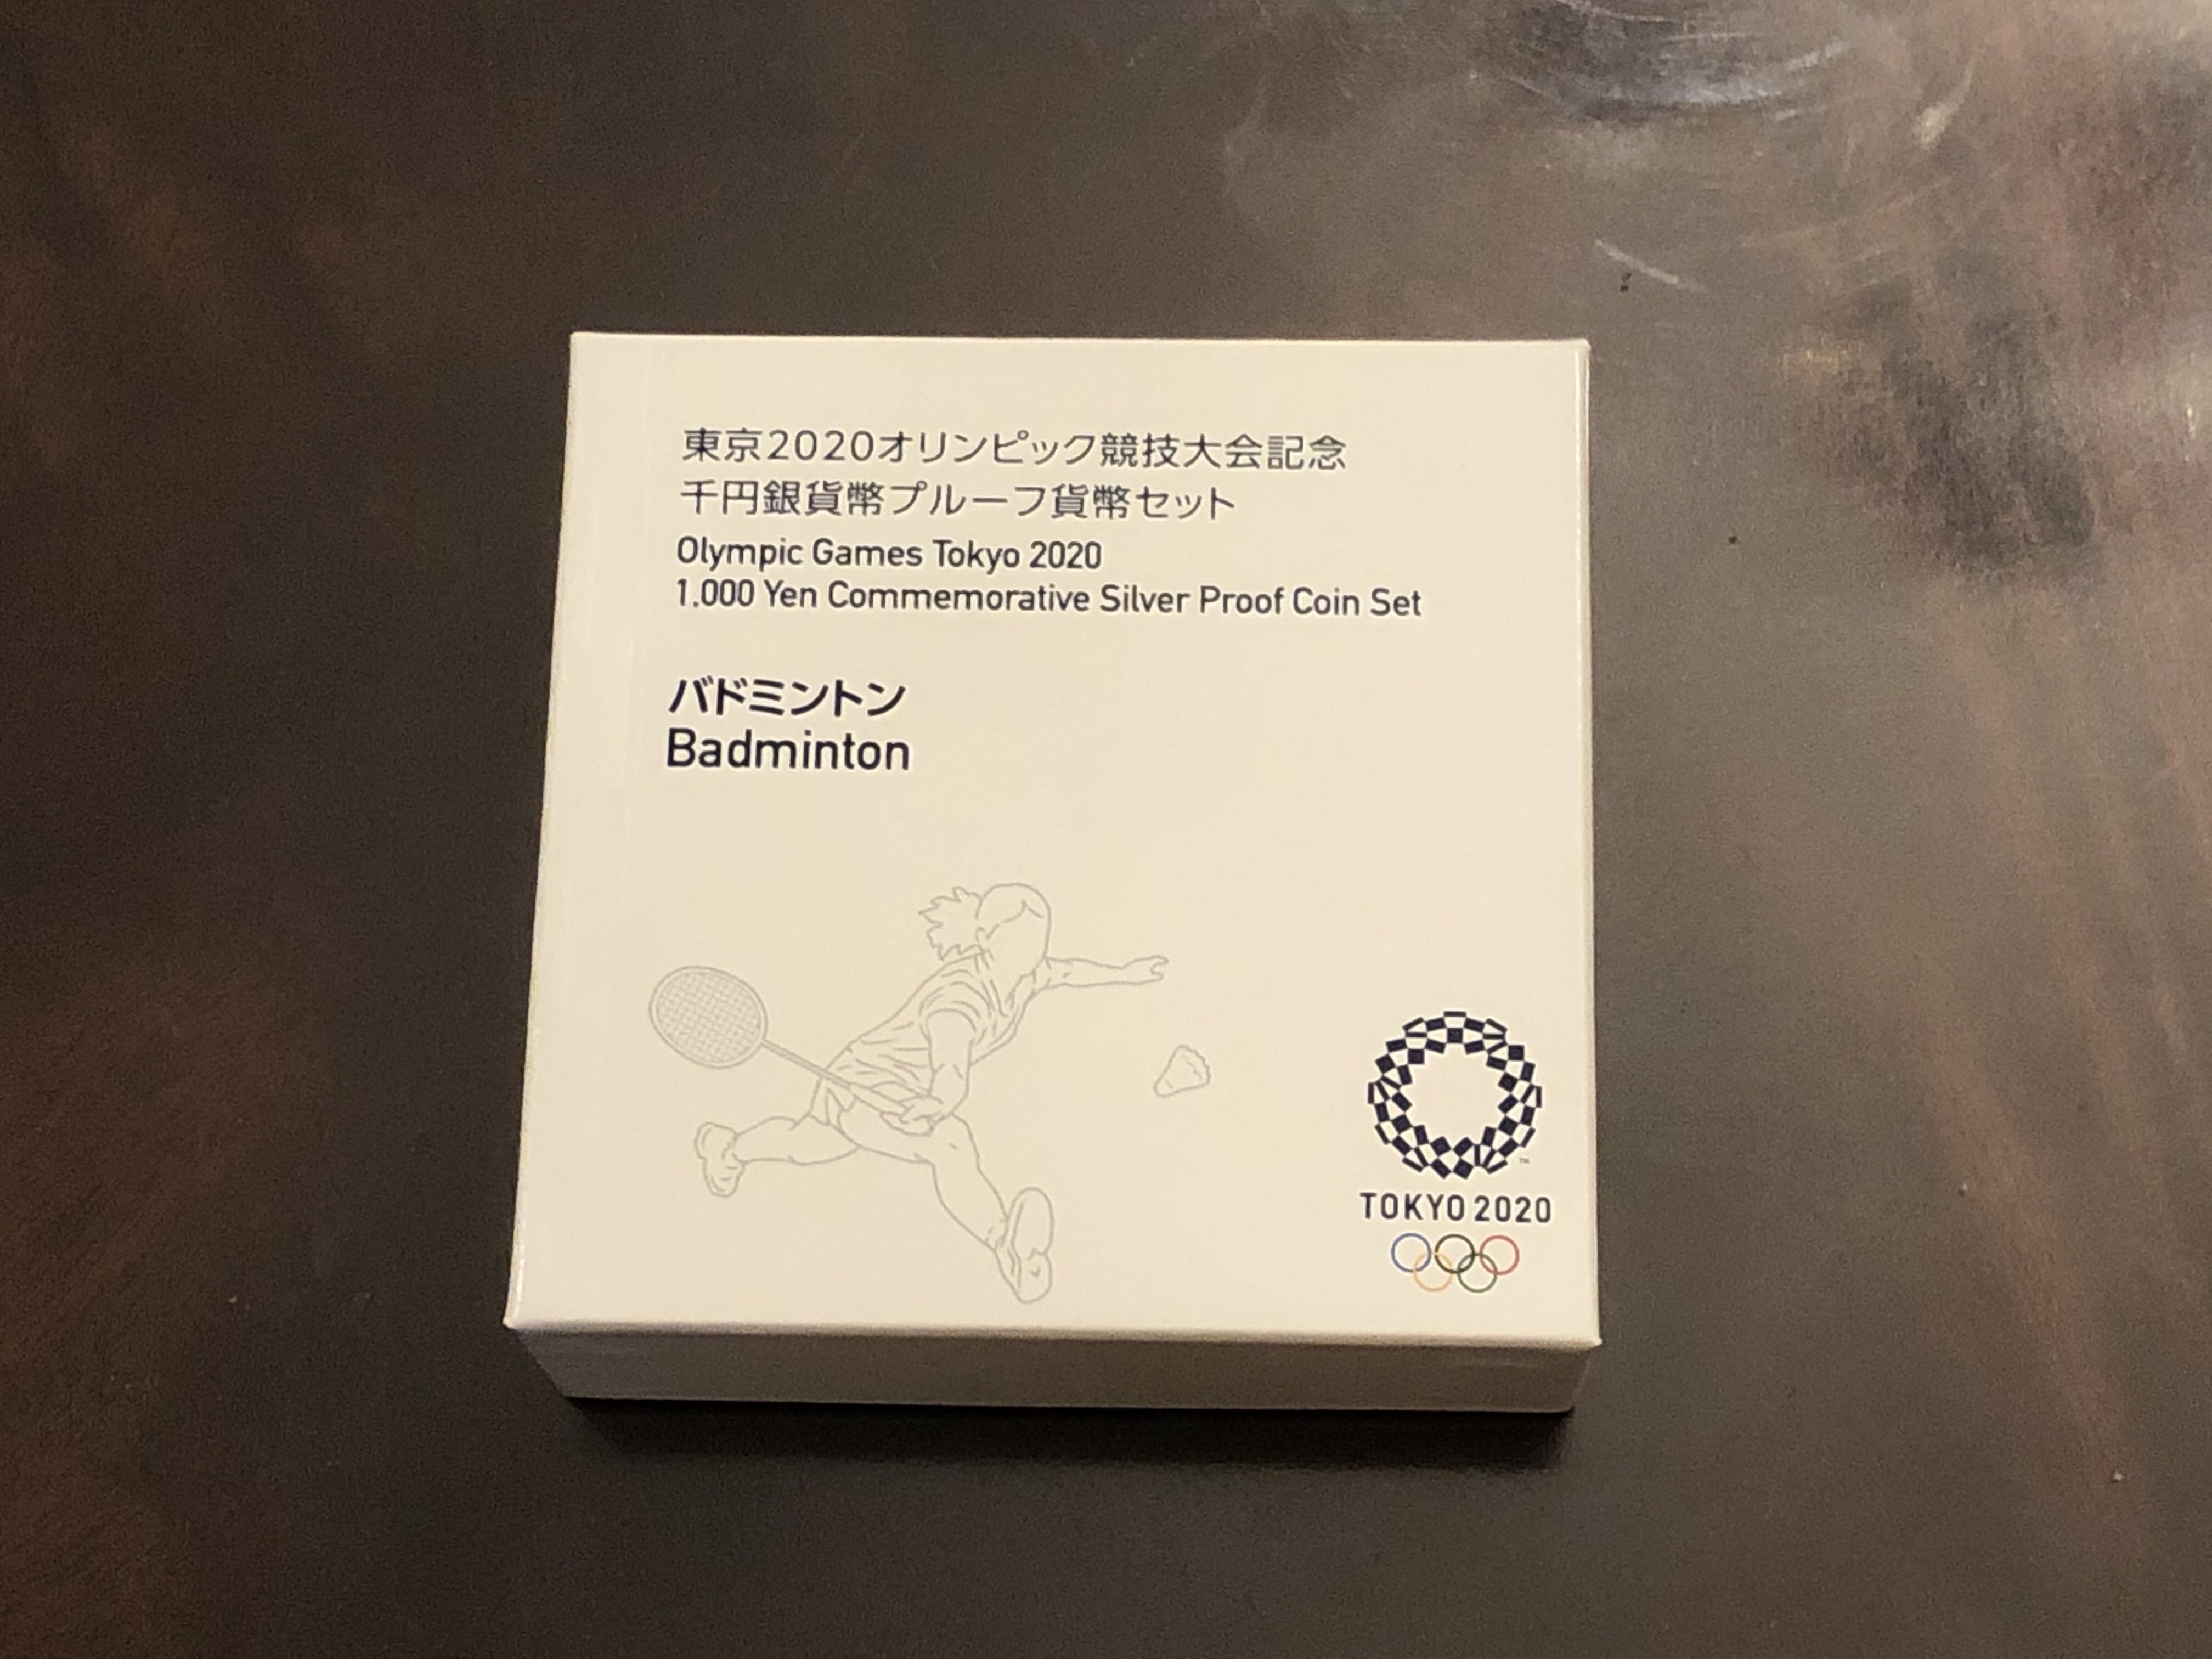 東京2020オリンピック競技大会記念
千円銀貨幣プルーフ貨幣セット
Olympic Games Tokyo 2020
1.000 Yen Commemorative Silver Proof Coin Set
バドミントン
Badminton
TM
TOKYO 2020